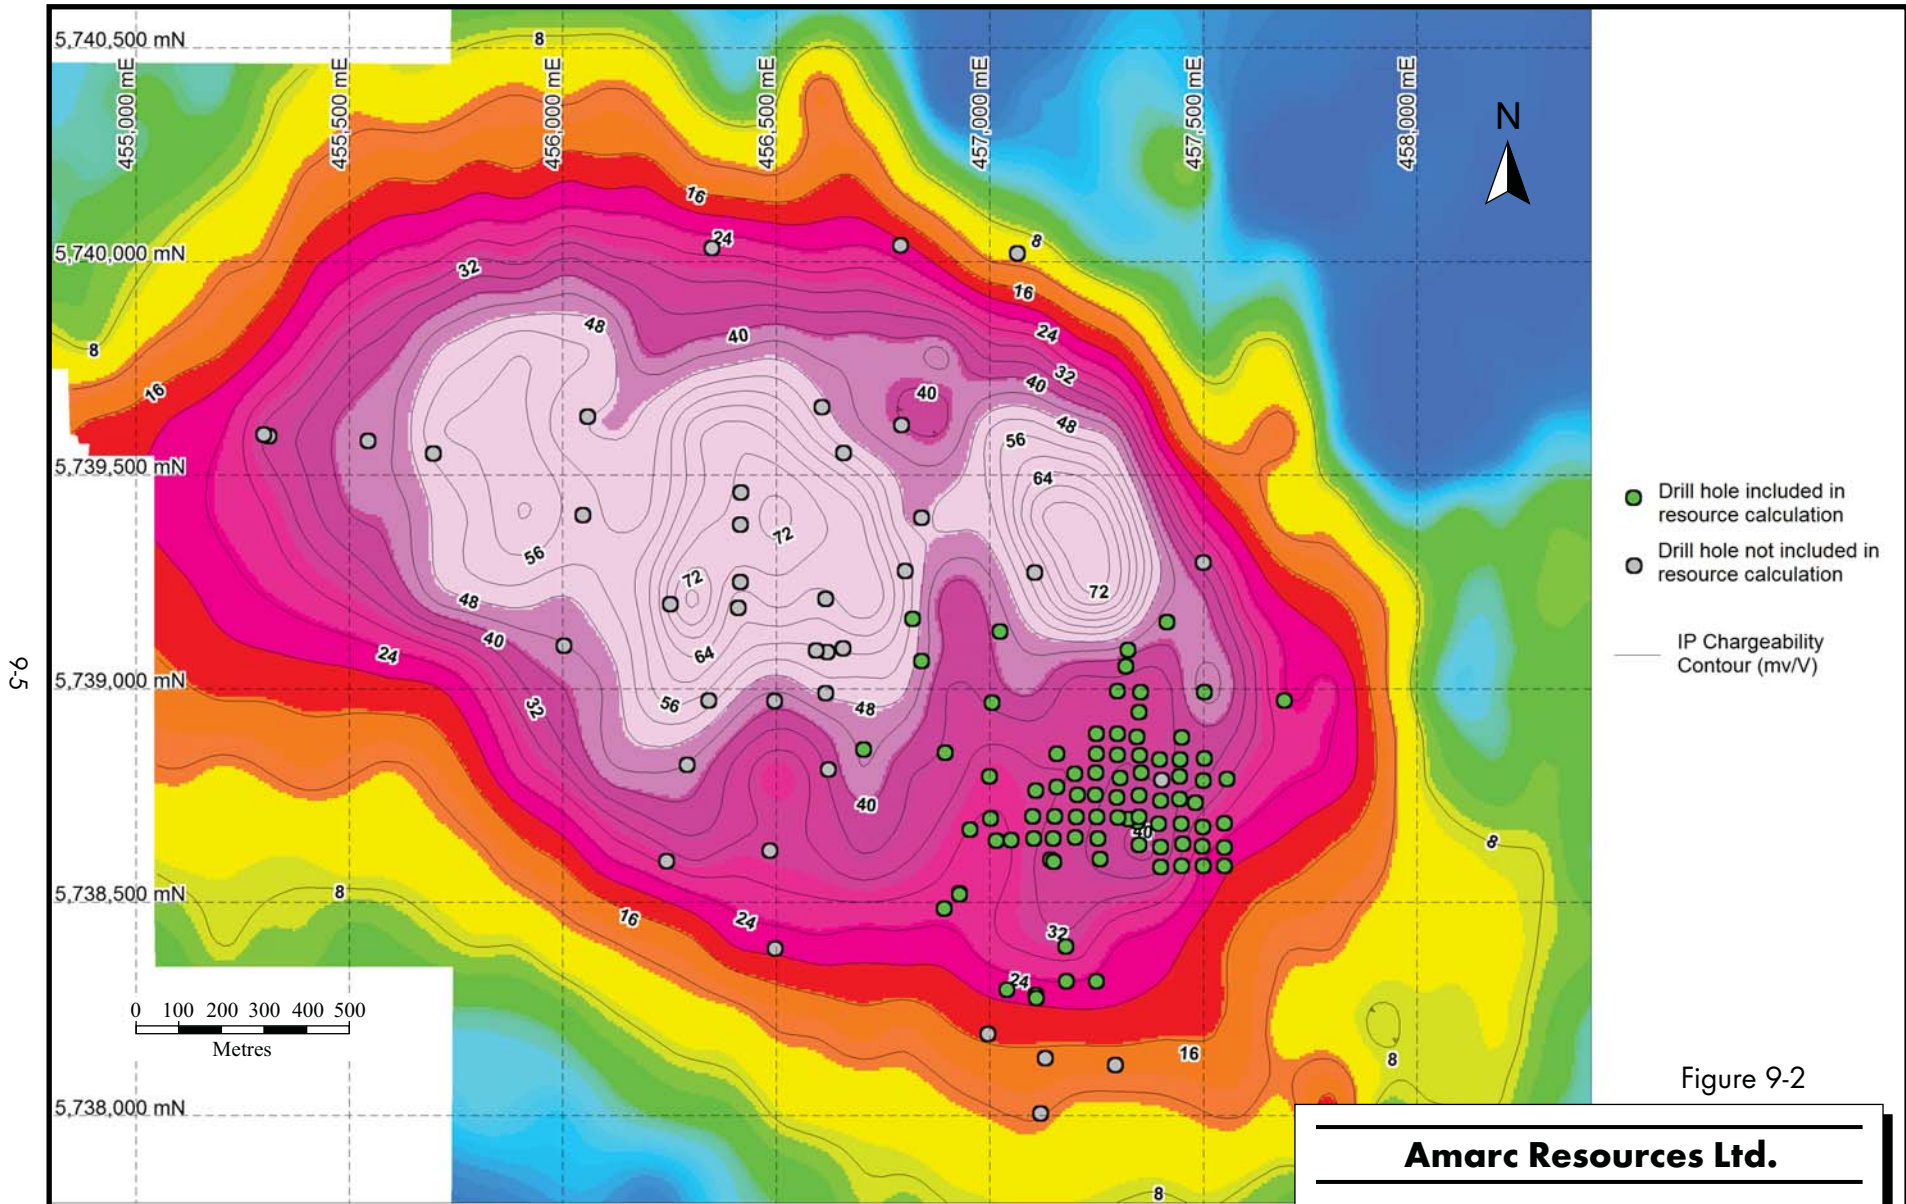 5,740,500 mN
8
455,000 mE
455,500 mE
456,000 mE
456,500 mE
457,000 mE
457,500 mE
458,000 mE
N
16
24
8
5,740,000 mN
32
16
48
40
24
8
32
40
16
40
48
56
5,739,500 mN
64
72
56
72
72
48
40
64
24
9-5
5,739,000 mN
56
48
32
40
40
8
8
5,738,500 mN
16
24
32
24
0 100 200 300 400 500
Metres
16
8
5,738,000 mN
8
Drill hole included in
resource calculation
Drill hole not included in
resource calculation
IP Chargeability
Contour (mv/V)
Figure 9-2
Amarc Resources Ltd.